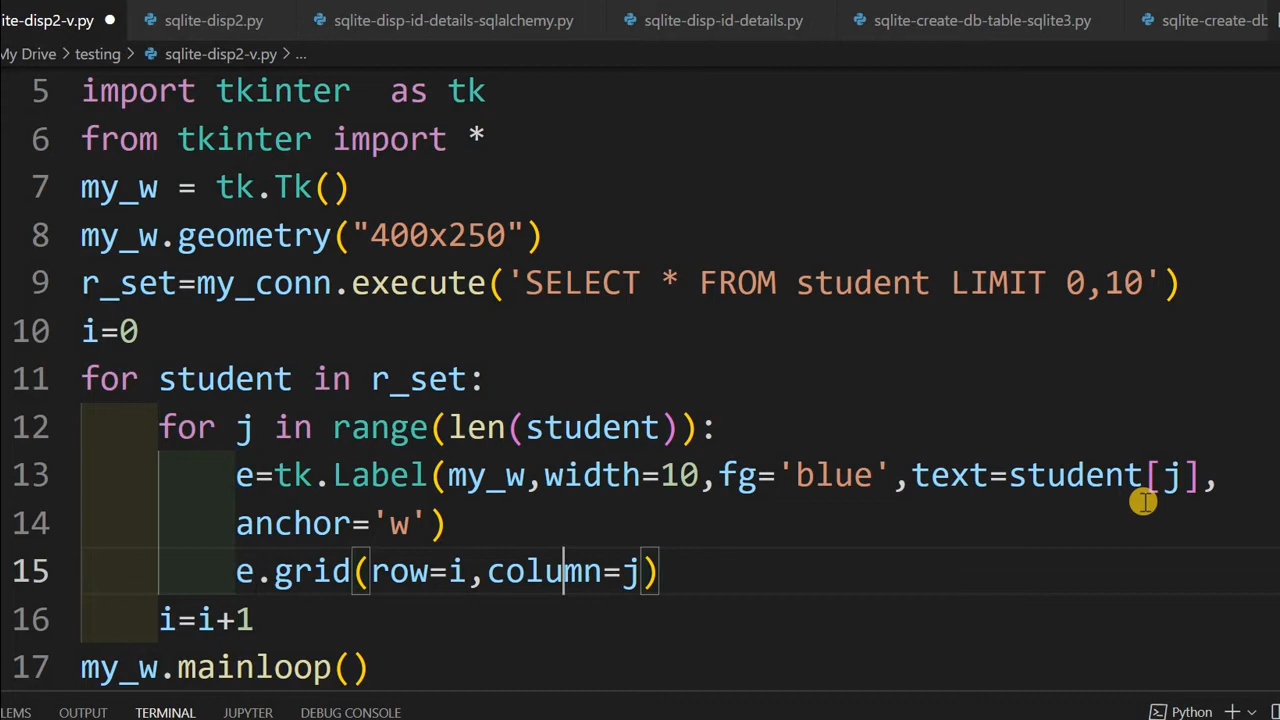 sqlite-disp2-v.py sqlite-disp2.py sqlite-disp-id-details-sqlalchemy.py sqlite-disp-id-details.py sqlite-create-db-table-sqlite3.py sqlite-create-db
My Drive > testing > sqlite-disp2-v.py > ...
5 import tkinter  as tk
6 from tkinter import *
7 my_w = tk.Tk()
8 my_w.geometry("400x250")
9 r_set=my_conn.execute('SELECT * FROM student LIMIT 0,10')
10 i=0
11 for student in r_set:
12     for j in range(len(student)):
13         e=tk.Label(my_w,width=10,fg='blue',text=student[j],
14         anchor='w')
15         e.grid(row=i,column=j)
16     i=i+1
17 my_w.mainloop()
LEMS OUTPUT TERMINAL JUPYTER DEBUG CONSOLE Python